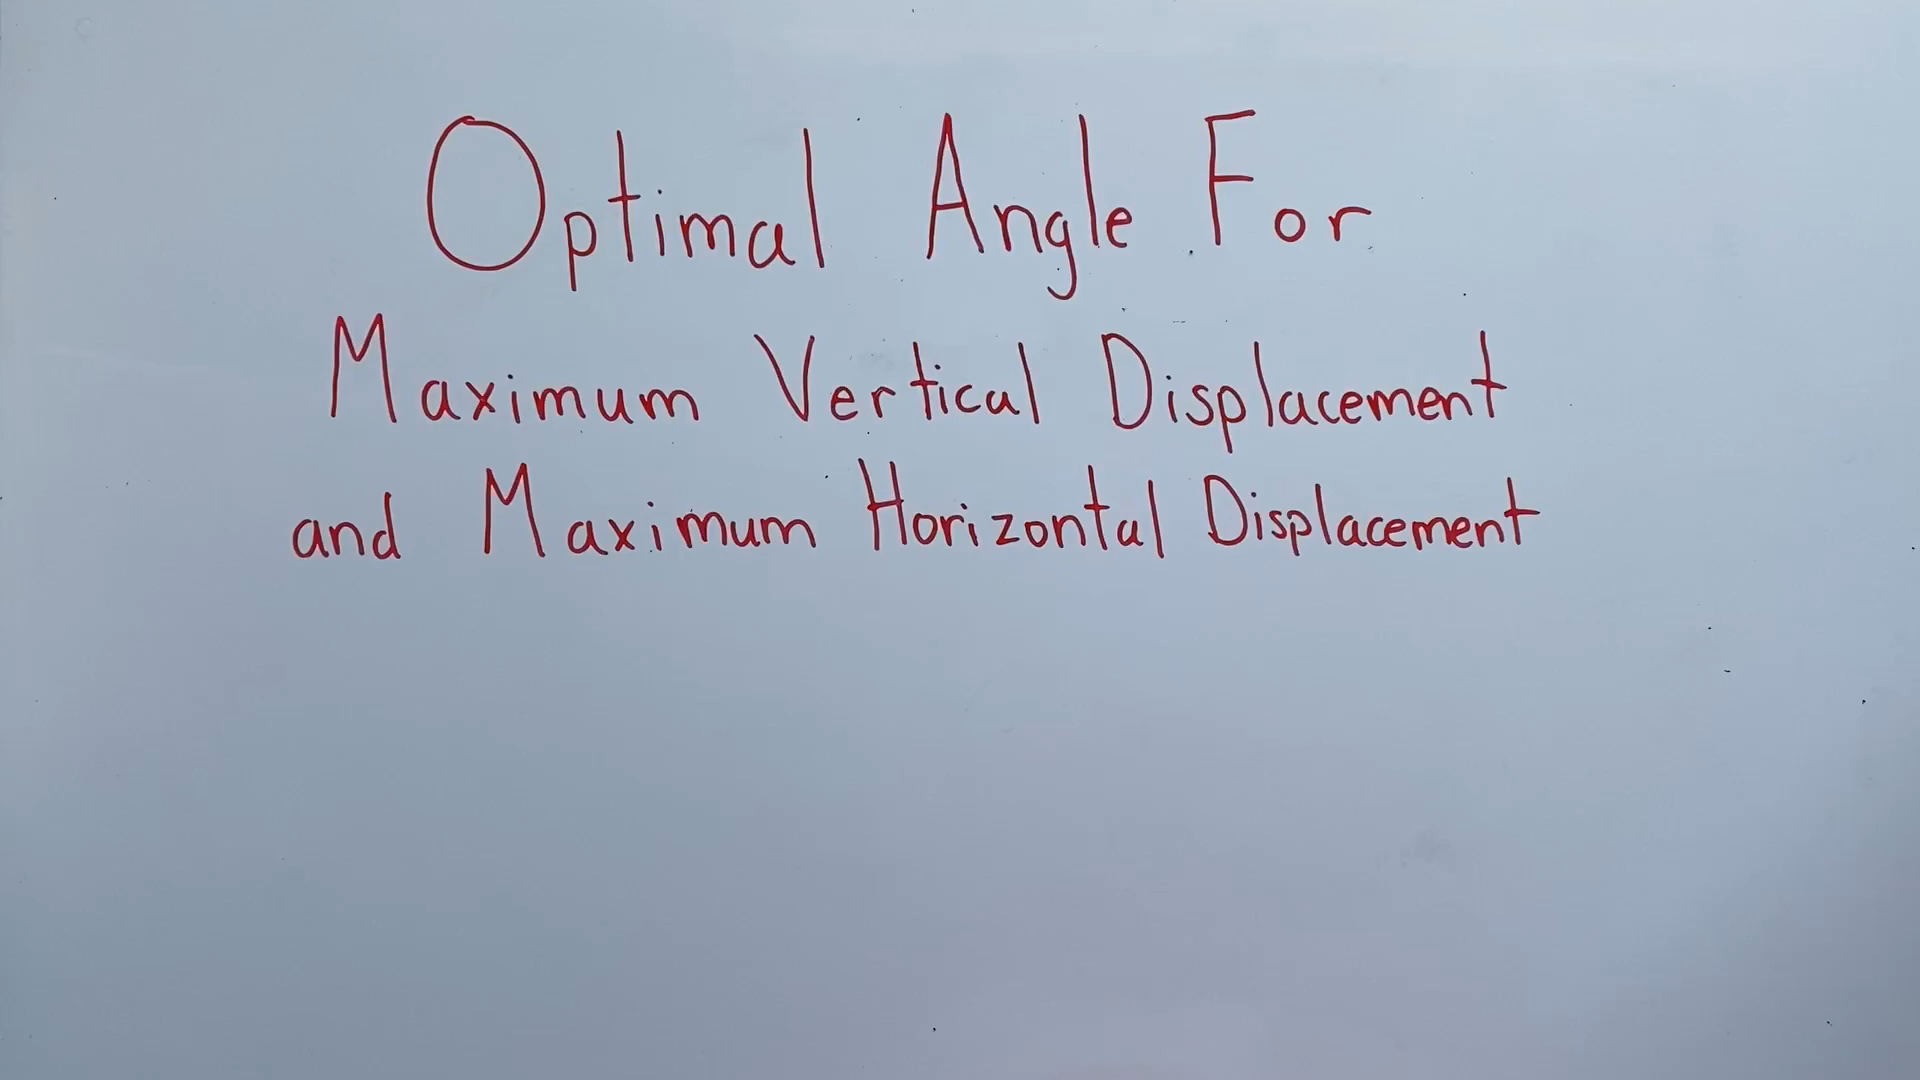 Optimal Angle For
Maximum Vertical Displacement
and Maximum Horizontal Displacement